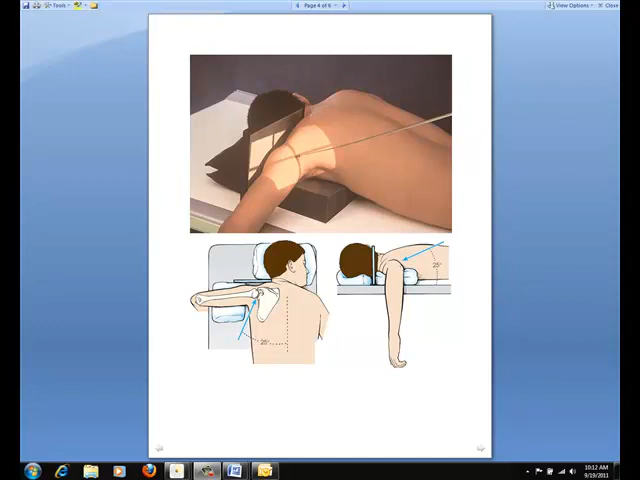 Tools
Page 4 of 6
View Options
Close
25°
25°
10:12 AM
9/19/2011